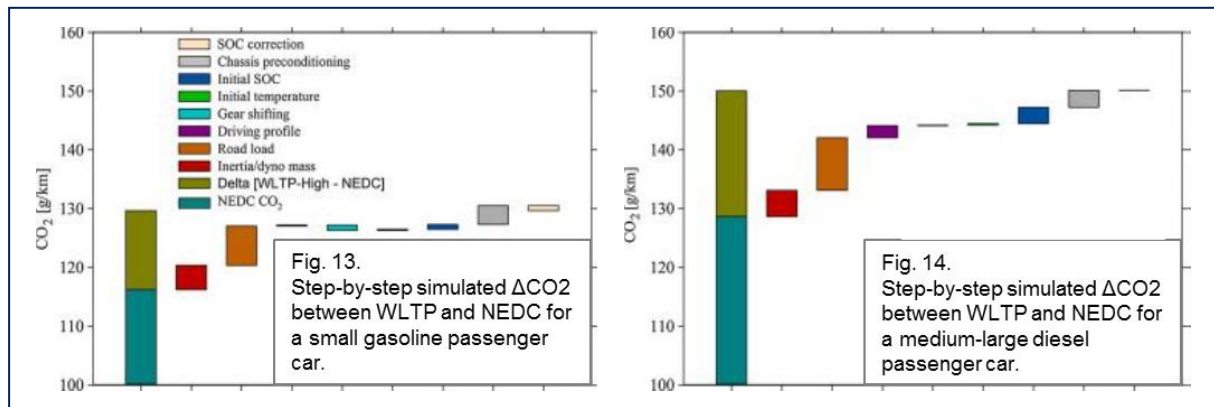 160
150
140
130
120
110
100
CO2 [g/km]
SOC correction
Chassis preconditioning
Initial SOC
Initial temperature
Gear shifting
Driving profile
Road load
Inertia/dyno mass
Delta [WLTP-High - NEDC]
NEDC CO2
Fig. 13.
Step-by-step simulated ΔCO2
between WLTP and NEDC for
a small gasoline passenger
car.
160
150
140
130
120
110
100
CO2 [g/km]
Fig. 14.
Step-by-step simulated ΔCO2
between WLTP and NEDC for
a medium-large diesel
passenger car.